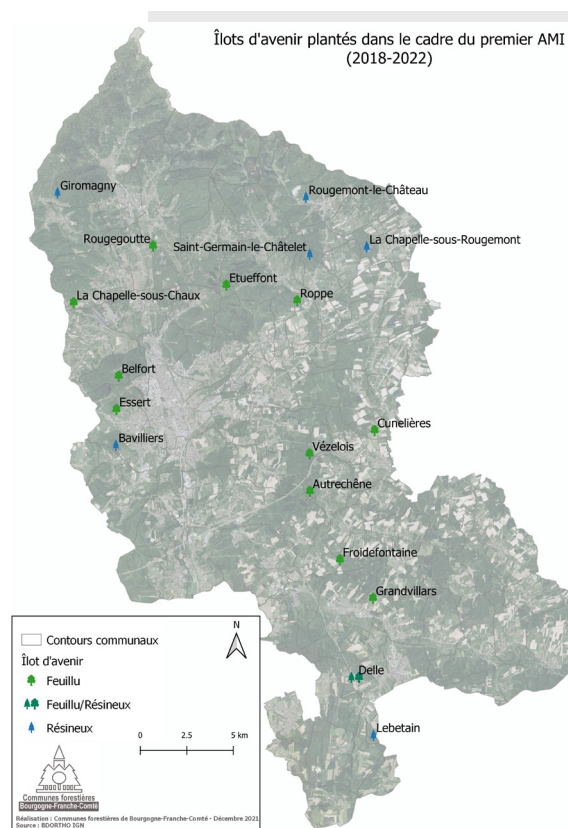 Îlots d'avenir plantés dans le cadre du premier AMI
(2018-2022)
Giromagny
Rougemont-le-Château
Rougegoutte
Saint-Germain-le-Châtelet
La Chapelle-sous-Rougemont
Etueffont
La Chapelle-sous-Chaux
Roppe
Belfort
Essert
Cunelières
Bavilliers
Vézelois
Autrechêne
Froidefontaine
Grandvillars
Delle
Lebetain
N
Contours communaux
Îlot d'avenir
Feuillu
Feuillu/Résineux
Résineux
0 2.5 5 km
Communes forestières
Bourgogne-Franche-Comté
Réalisation : Communes forestières de Bourgogne-Franche-Comté - Décembre 2021
Source : BDORTHO IGN